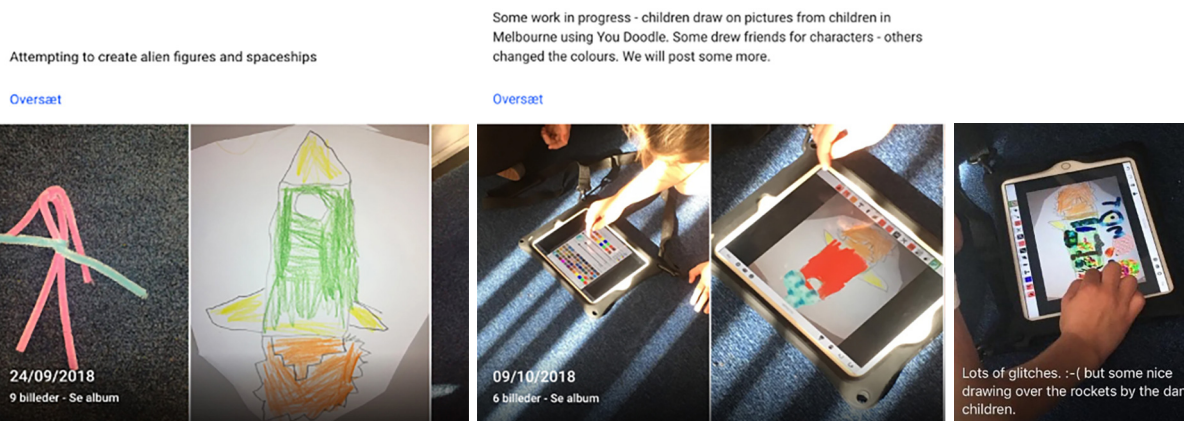 Attempting to create alien figures and spaceships
Oversæt
24/09/2018
9 billeder - Se album
Some work in progress - children draw on pictures from children in
Melbourne using You Doodle. Some drew friends for characters - others
changed the colours. We will post some more.
Oversæt
09/10/2018
6 billeder - Se album
Lots of glitches. :-( but some nice
drawing over the rockets by the
children.